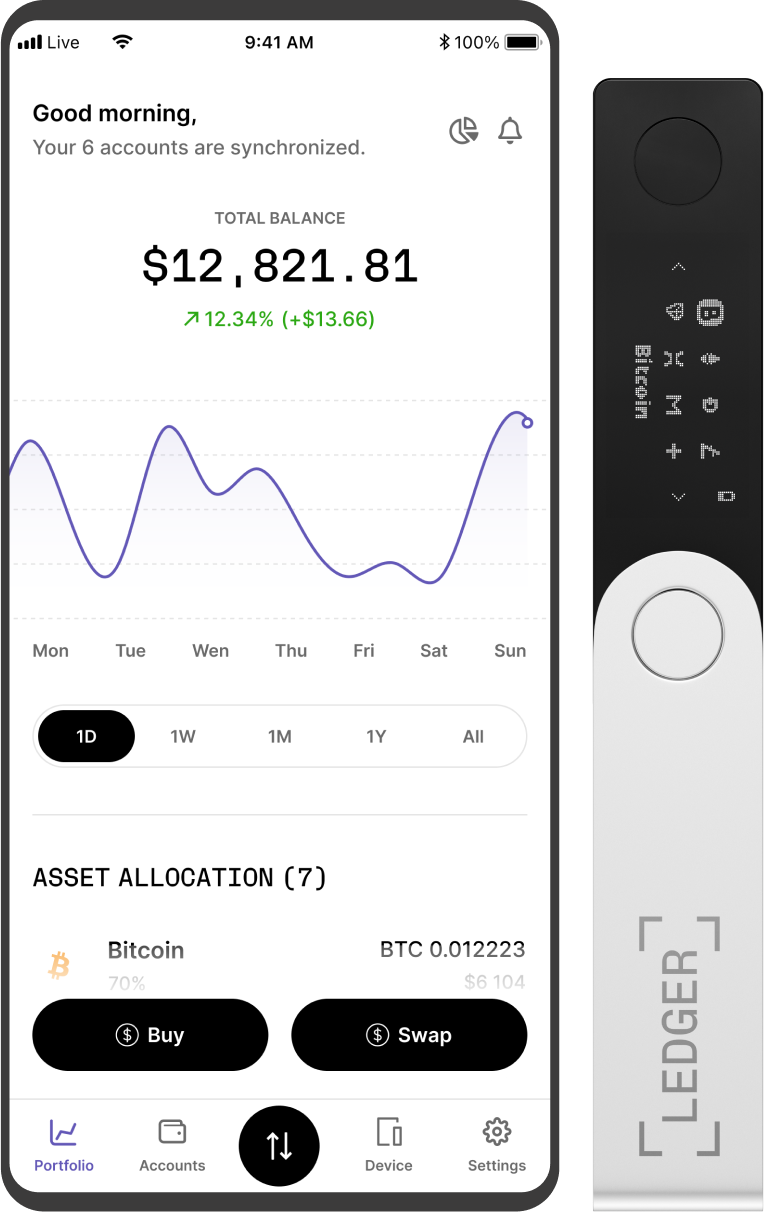 Live
9:41 AM
100%
Good morning,
Your 6 accounts are synchronized.
TOTAL BALANCE
$12,821.81
12.34% (+$13.66)
Mon Tue Wen Thu Fri Sat Sun
1D 1W 1M 1Y All
ASSET ALLOCATION (7)
Bitcoin BTC 0.012223
70% $6 104
Buy Swap
Portfolio Accounts Device Settings
Bitcoin
LEDGER